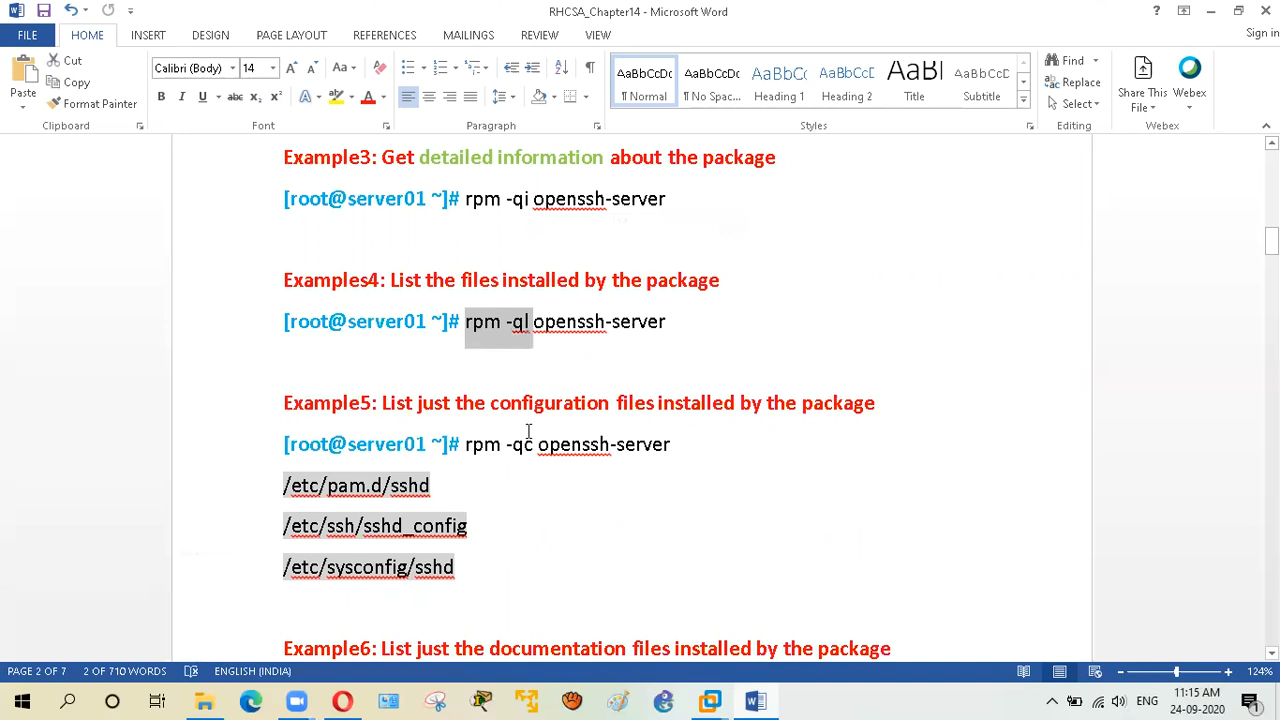 RHCSA_Chapter14 - Microsoft Word
Sign in
FILE HOME INSERT DESIGN PAGE LAYOUT REFERENCES MAILINGS REVIEW VIEW
Paste
Cut
Copy
Format Painter
Clipboard
Calibri (Body) 14
Font
Paragraph
AaBbCcDc AaBbCcDc AaBbCc AaBbCcC AaBl AaBbCcD
¶ Normal ¶ No Spac... Heading 1 Heading 2 Title Subtitle
Styles
Find
Replace
Select
Editing
Share This File
Webex
Webex
Example3: Get detailed information about the package
[root@server01 ~]# rpm -qi openssh-server
Examples4: List the files installed by the package
[root@server01 ~]# rpm -ql openssh-server
Example5: List just the configuration files installed by the package
[root@server01 ~]# rpm -qc openssh-server
/etc/pam.d/sshd
/etc/ssh/sshd_config
/etc/sysconfig/sshd
Example6: List just the documentation files installed by the package
PAGE 2 OF 7 2 OF 710 WORDS ENGLISH (INDIA) 124%
ENG 11:15 AM
24-09-2020